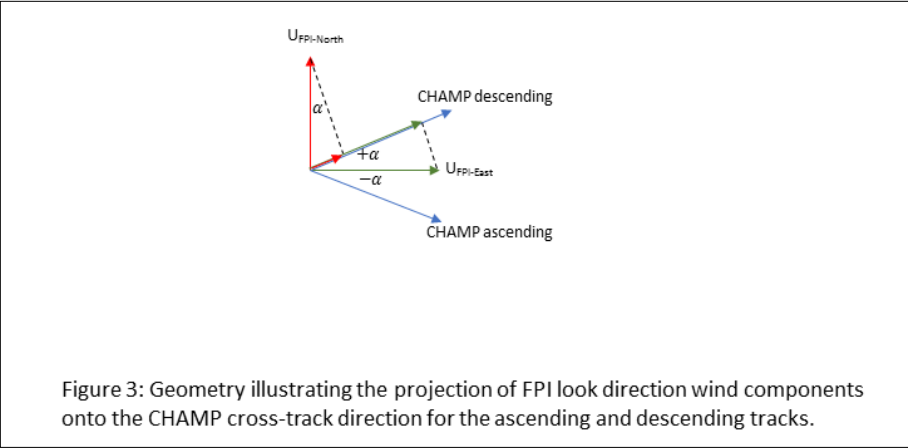 U_FPI-North
α
CHAMP descending
+α
U_FPI-East
−α
CHAMP ascending
Figure 3: Geometry illustrating the projection of FPI look direction wind components
onto the CHAMP cross-track direction for the ascending and descending tracks.